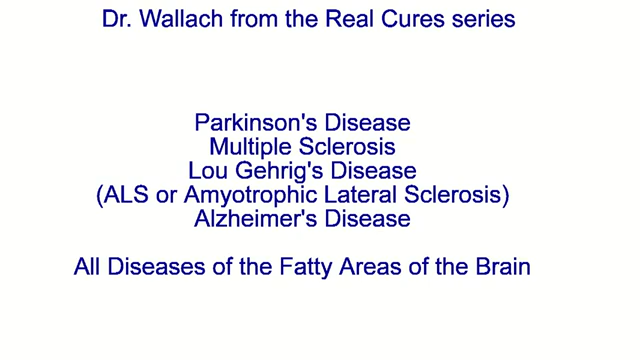 Dr. Wallach from the Real Cures series
Parkinson's Disease
Multiple Sclerosis
Lou Gehrig's Disease
(ALS or Amyotrophic Lateral Sclerosis)
Alzheimer's Disease
All Diseases of the Fatty Areas of the Brain